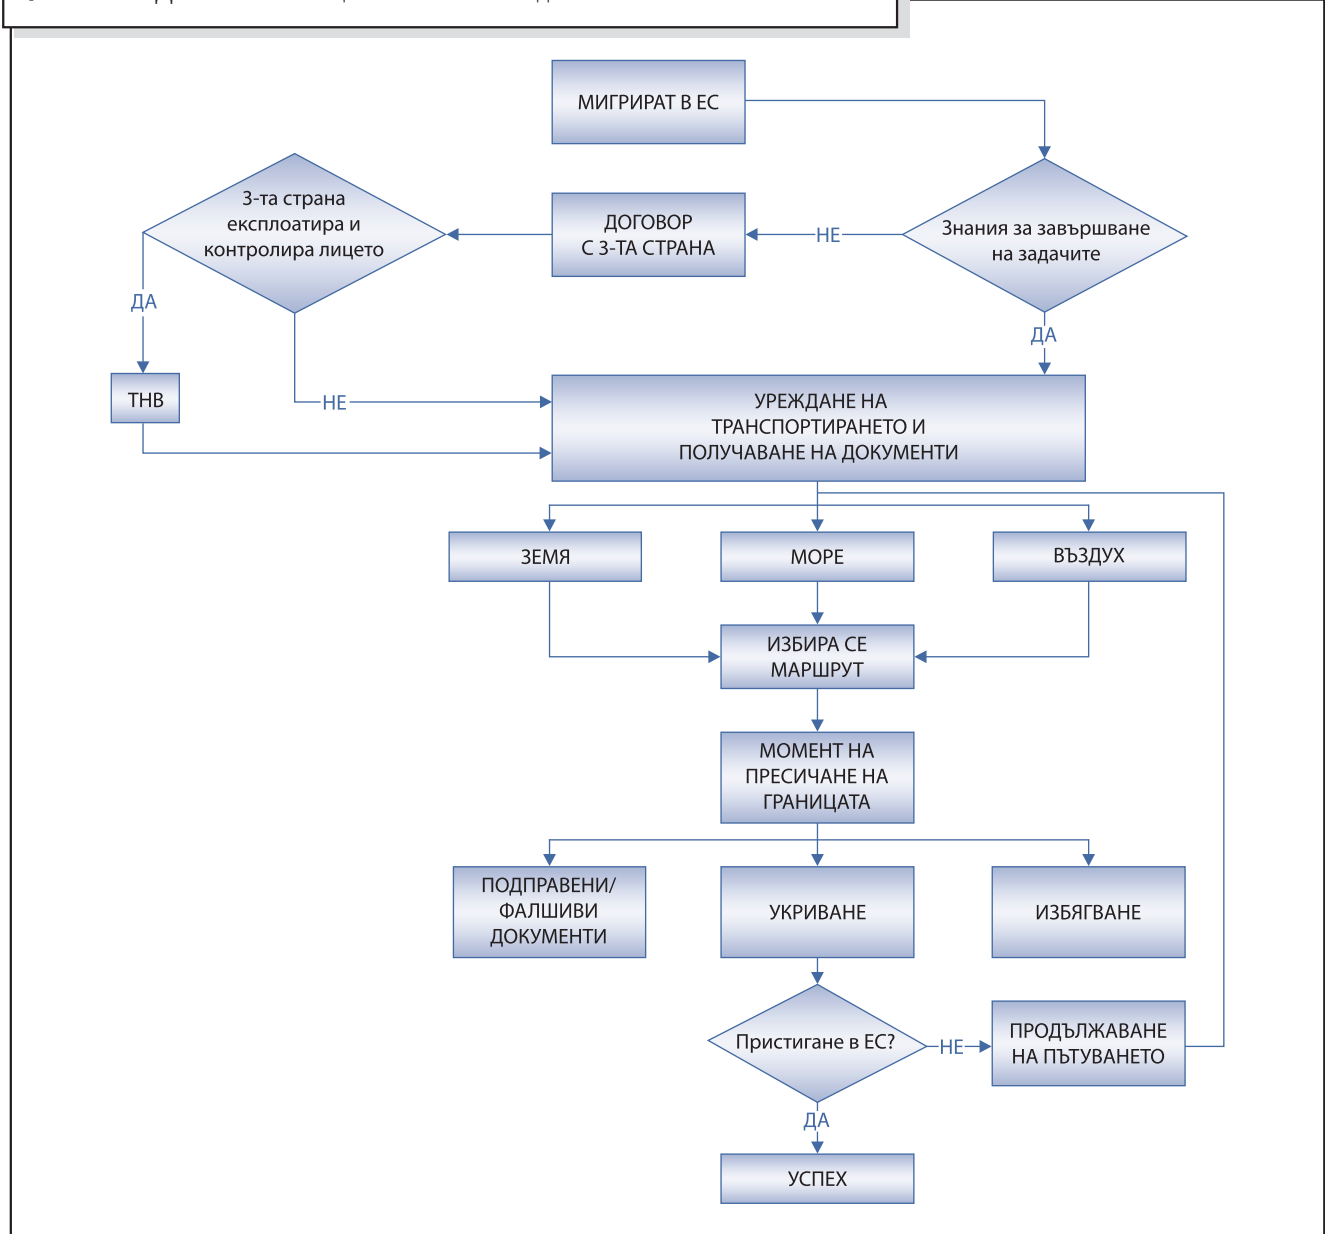 МИГРИРАТ В ЕС
3-та страна
експлоатира и
контролира лицето
ДОГОВОР
С 3-ТА СТРАНА
НЕ
Знания за завършване
на задачите
ДА
ДА
ТНВ
НЕ
УРЕЖДАНЕ НА
ТРАНСПОРТИРАНЕТО И
ПОЛУЧАВАНЕ НА ДОКУМЕНТИ
ЗЕМЯ
МОРЕ
ВЪЗДУХ
ИЗБИРА СЕ
МАРШРУТ
МОМЕНТ НА
ПРЕСИЧАНЕ НА
ГРАНИЦАТА
ПОДПРАВЕНИ/
ФАЛШИВИ
ДОКУМЕНТИ
УКРИВАНЕ
ИЗБЯГВАНЕ
Пристигане в ЕС?
НЕ
ПРОДЪЛЖАВАНЕ
НА ПЪТУВАНЕТО
ДА
УСПЕХ